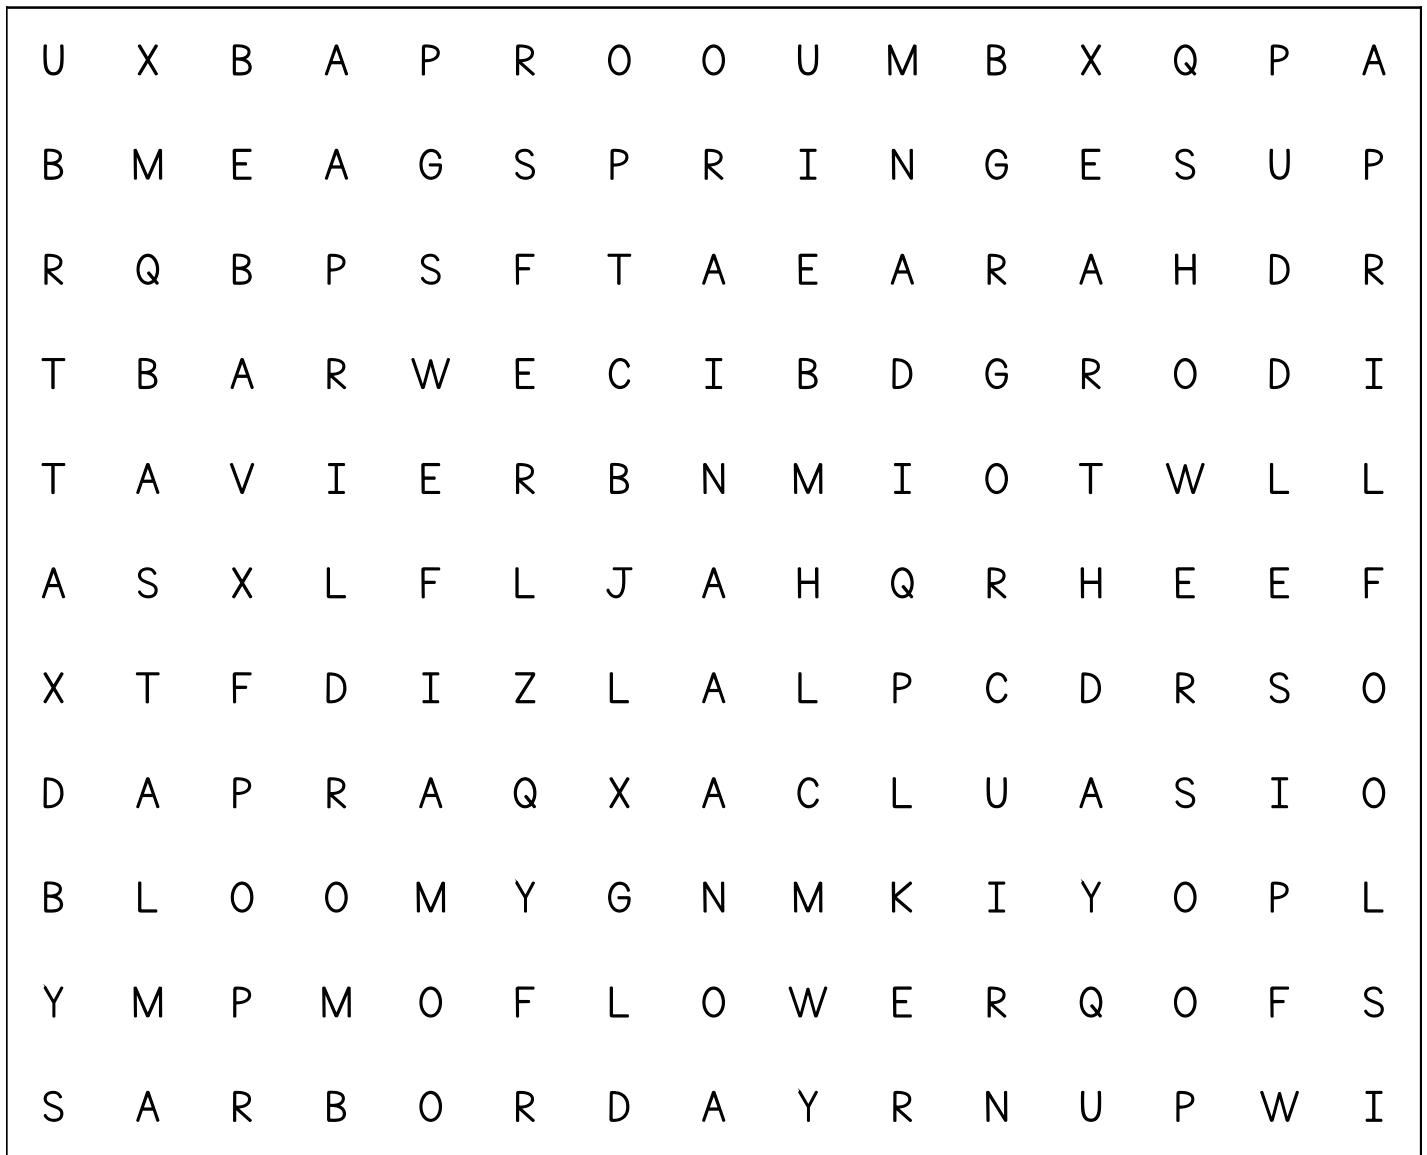 U X B A P R O O U M B X Q P A
B M E A G S P R I N G E S U P
R Q B P S F T A E A R A H D R
T B A R W E C I B D G R O D I
T A V I E R B N M I O T W L L
A S X L F L J A H Q R H E E F
X T F D I Z L A L P C D R S O
D A P R A Q X A C L U A S I O
B L O O M Y G N M K I Y O P L
Y M P M O F L O W E R Q O F S
S A R B O R D A Y R N U P W I